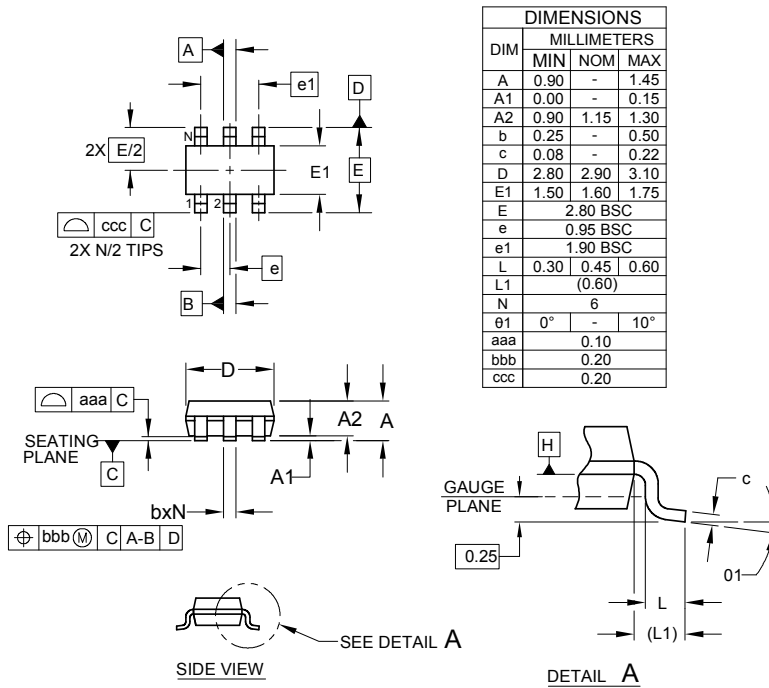 A
e1
D
N
2X E/2
E1
E
1
2
⌓ ccc C
2X N/2 TIPS
e
B
D
⌓ aaa C
A2
A
SEATING
PLANE
C
A1
bxN
⌖ bbb Ⓜ C A-B D
SEE DETAIL A
SIDE VIEW
DIMENSIONS
DIM MILLIMETERS
MIN NOM MAX
A 0.90 - 1.45
A1 0.00 - 0.15
A2 0.90 1.15 1.30
b 0.25 - 0.50
c 0.08 - 0.22
D 2.80 2.90 3.10
E1 1.50 1.60 1.75
E 2.80 BSC
e 0.95 BSC
e1 1.90 BSC
L 0.30 0.45 0.60
L1 (0.60)
N 6
θ1 0° - 10°
aaa 0.10
bbb 0.20
ccc 0.20
H
GAUGE
PLANE
c
0.25
01
L
(L1)
DETAIL A